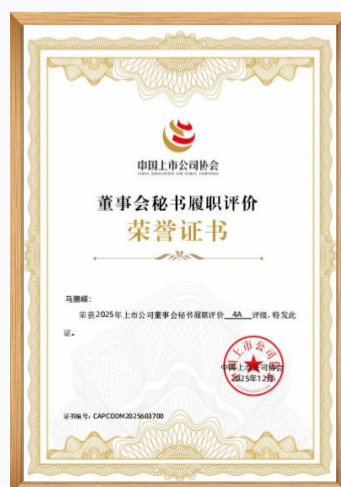 中国上市公司协会
CHINA ASSOCIATION FOR PUBLIC COMPANIES
董事会秘书履职评价
荣誉证书
荣获2025年上市公司董事会秘书履职评价 4A 评级,特发此
证。
中国上市公司协会
2025年12月
证书编号:CAPCODM2025603700